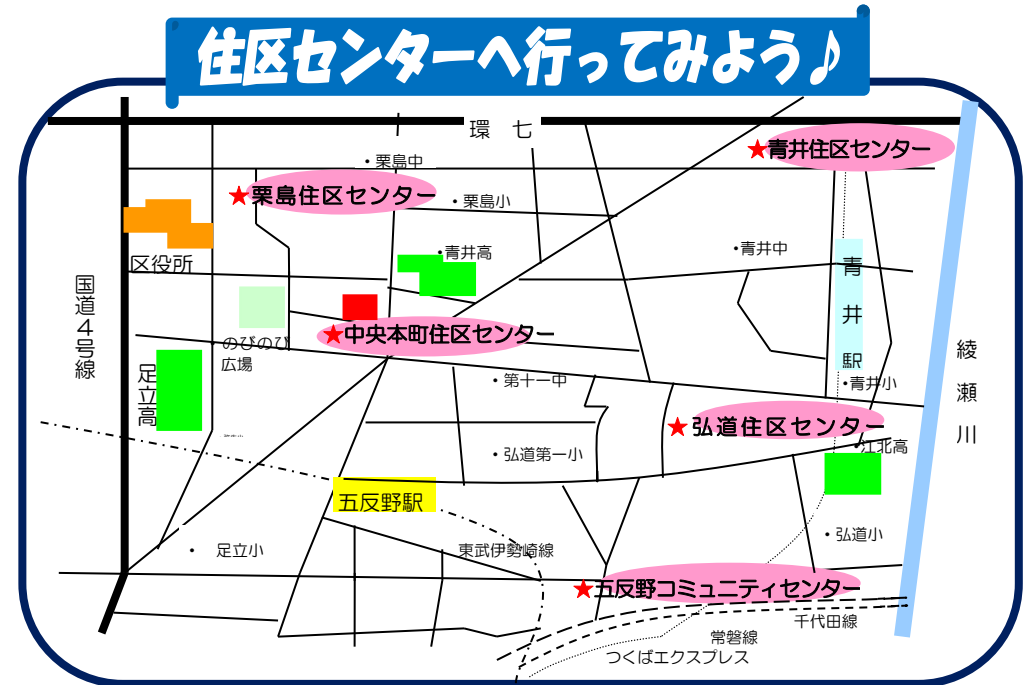 住区センターへ行ってみよう♪
環 七
青井住区センター
・栗島中
★栗島住区センター
・栗島小
区役所
・青井高
・青井中
青井駅
国道4号線
のびのび
広場
★中央本町住区センター
綾瀬川
足立高
・第十一中
・青井小
★弘道住区センター
・江北高
・弘道第一小
五反野駅
・弘道小
・ 足立小
東武伊勢崎線
★五反野コミュニティセンター
千代田線
常磐線
つくばエクスプレス